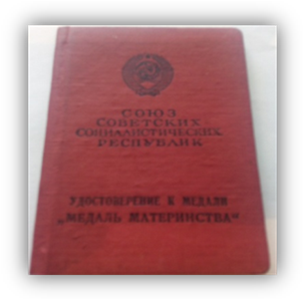 СОЮЗ
СОВЕТСКИХ
СОЦИАЛИСТИЧЕСКИХ
РЕСПУБЛИК
УДОСТОВЕРЕНИЕ К МЕДАЛИ
„МЕДАЛЬ МАТЕРИНСТВА“